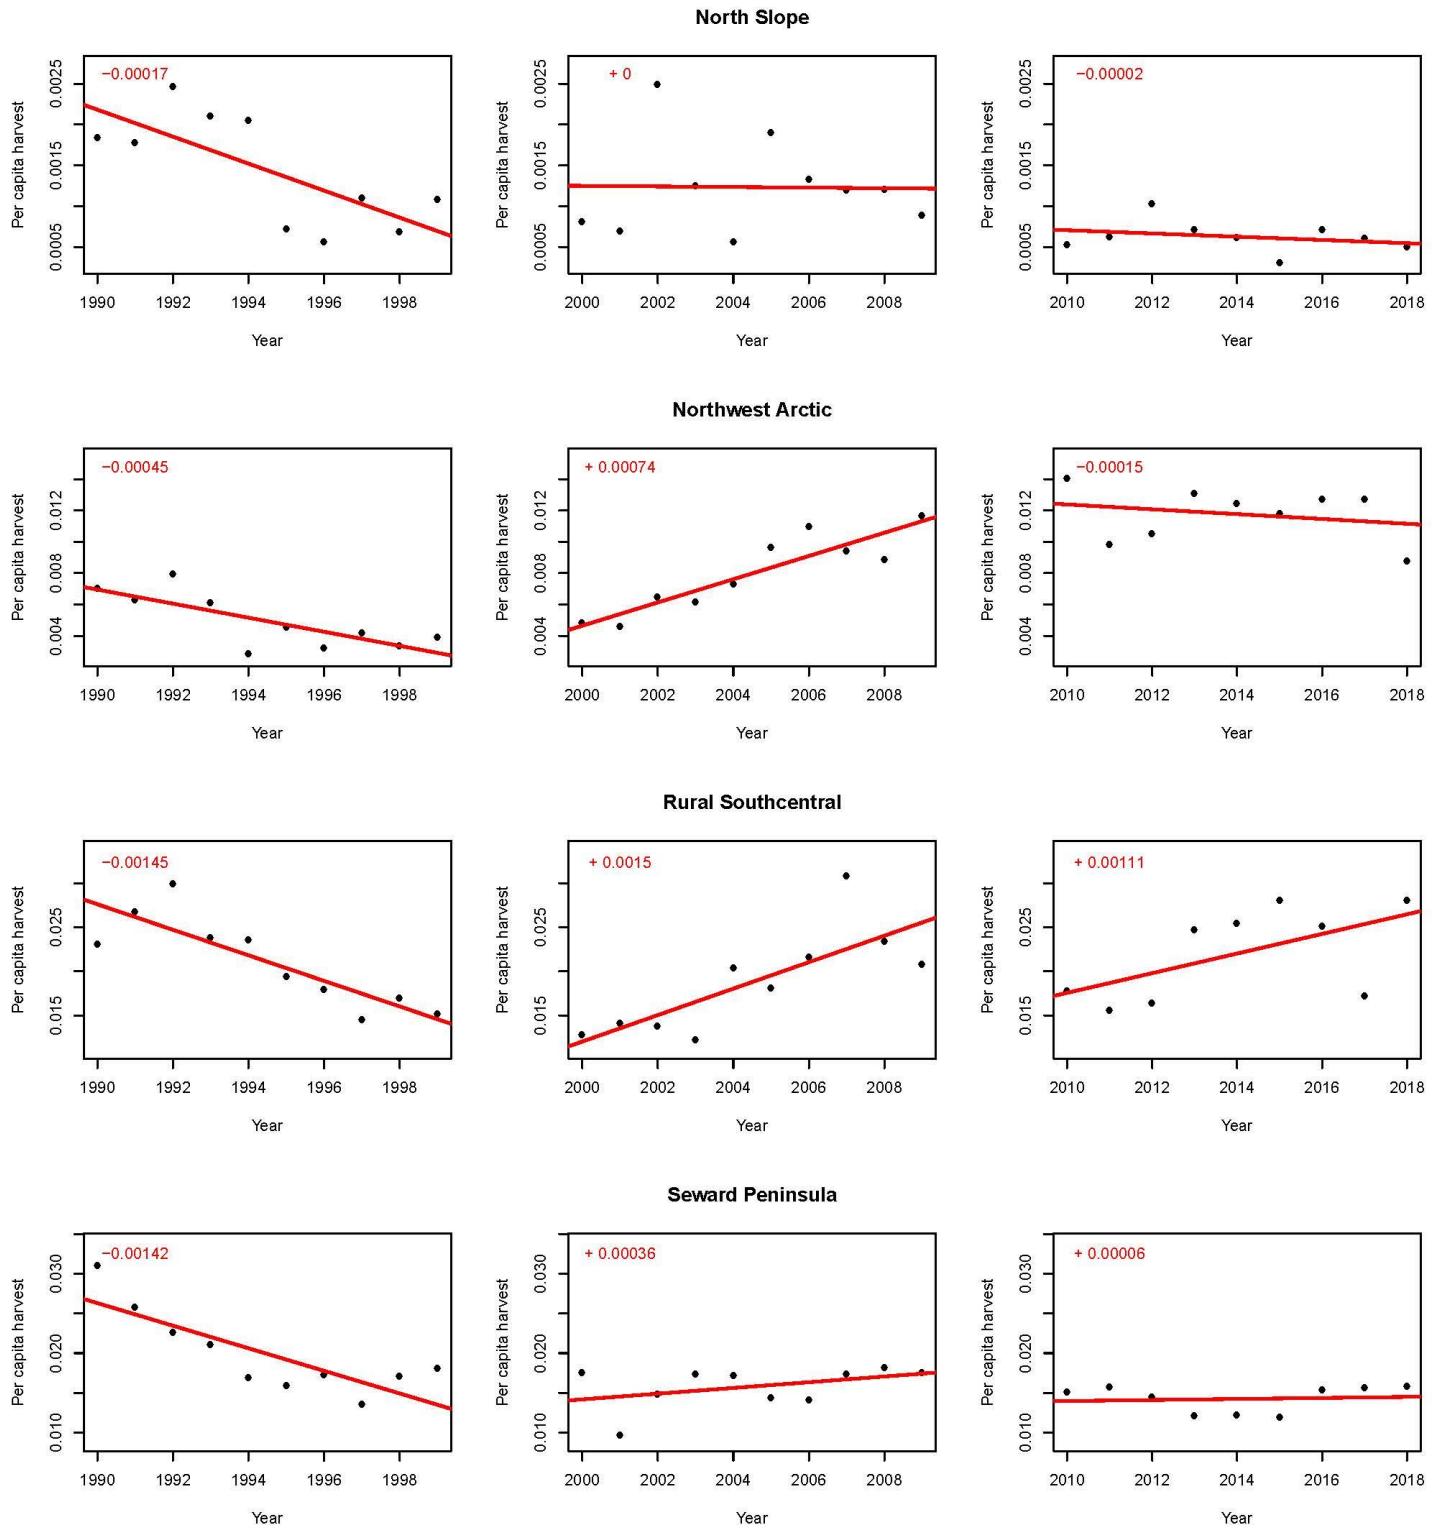 North Slope
−0.00017
+ 0
−0.00002
Per capita harvest
0.0005 0.0015 0.0025
Per capita harvest
0.0005 0.0015 0.0025
Per capita harvest
0.0005 0.0015 0.0025
1990 1992 1994 1996 1998
2000 2002 2004 2006 2008
2010 2012 2014 2016 2018
Year
Year
Year
Northwest Arctic
−0.00045
+ 0.00074
−0.00015
Per capita harvest
0.004 0.008 0.012
Per capita harvest
0.004 0.008 0.012
Per capita harvest
0.004 0.008 0.012
1990 1992 1994 1996 1998
2000 2002 2004 2006 2008
2010 2012 2014 2016 2018
Year
Year
Year
Rural Southcentral
−0.00145
+ 0.0015
+ 0.00111
Per capita harvest
0.015 0.025
Per capita harvest
0.015 0.025
Per capita harvest
0.015 0.025
1990 1992 1994 1996 1998
2000 2002 2004 2006 2008
2010 2012 2014 2016 2018
Year
Year
Year
Seward Peninsula
−0.00142
+ 0.00036
+ 0.00006
Per capita harvest
0.010 0.020 0.030
Per capita harvest
0.010 0.020 0.030
Per capita harvest
0.010 0.020 0.030
1990 1992 1994 1996 1998
2000 2002 2004 2006 2008
2010 2012 2014 2016 2018
Year
Year
Year